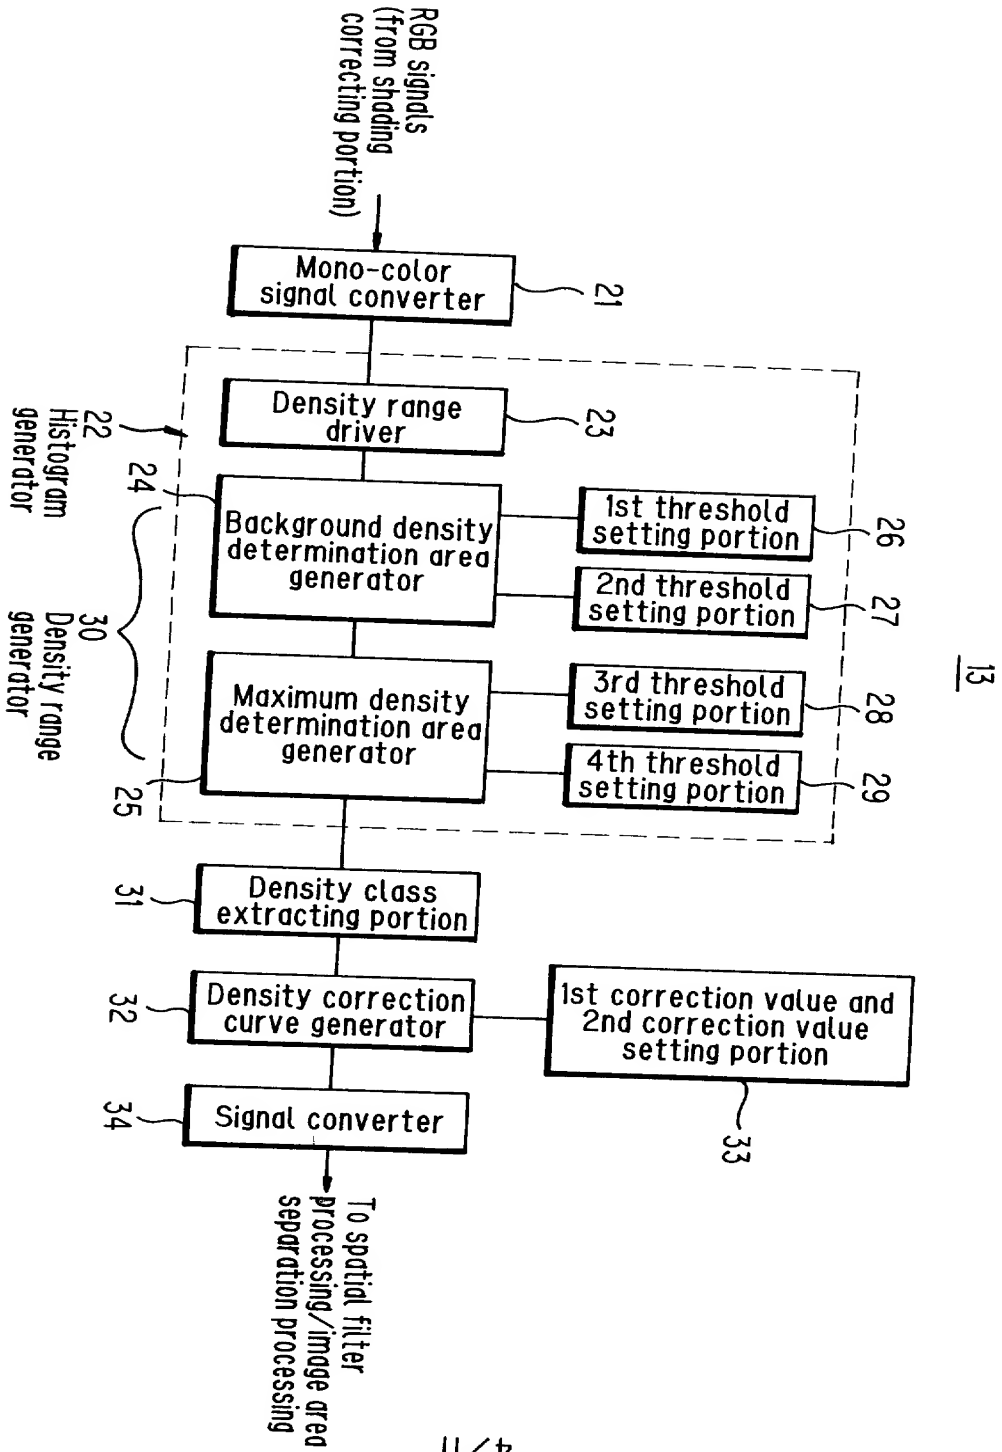 RGB signals
(from shading
correcting portion)
Mono-color
signal converter
21
22
Histogram
generator
Density range
driver
23
24
Background density
determination area
generator
1st threshold
setting portion
26
2nd threshold
setting portion
27
30
Density range
generator
13
Maximum density
determination area
generator
25
3rd threshold
setting portion
28
4th threshold
setting portion
29
31
Density class
extracting portion
32
Density correction
curve generator
1st correction value and
2nd correction value
setting portion
33
34
Signal converter
To spatial filter
processing/image area
separation processing
4/11